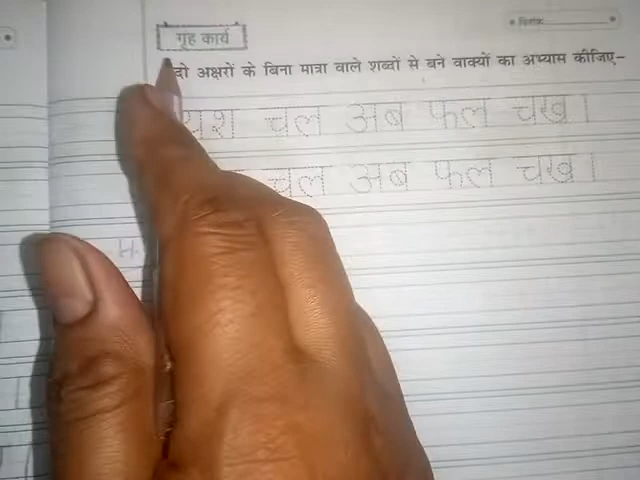 गृह कार्य
दिनांक:
दो अक्षरों के बिना मात्रा वाले शब्दों से बने वाक्यों का अभ्यास कीजिए–
यश चल अब फल चख।
चल अब फल चख।
H.